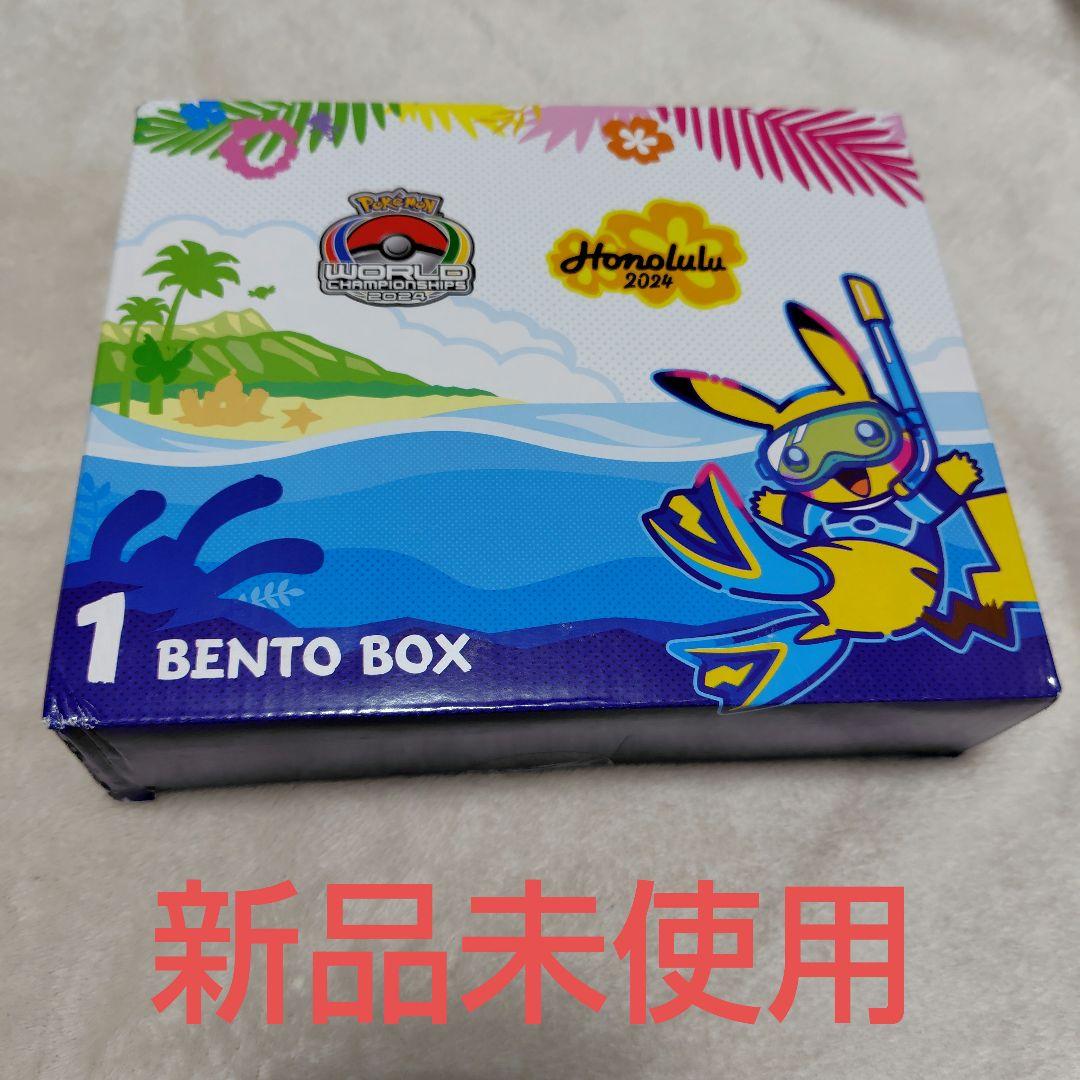 Pokémon
WORLD
CHAMPIONSHIPS
2024
Honolulu
2024
1 BENTO BOX
新品未使用